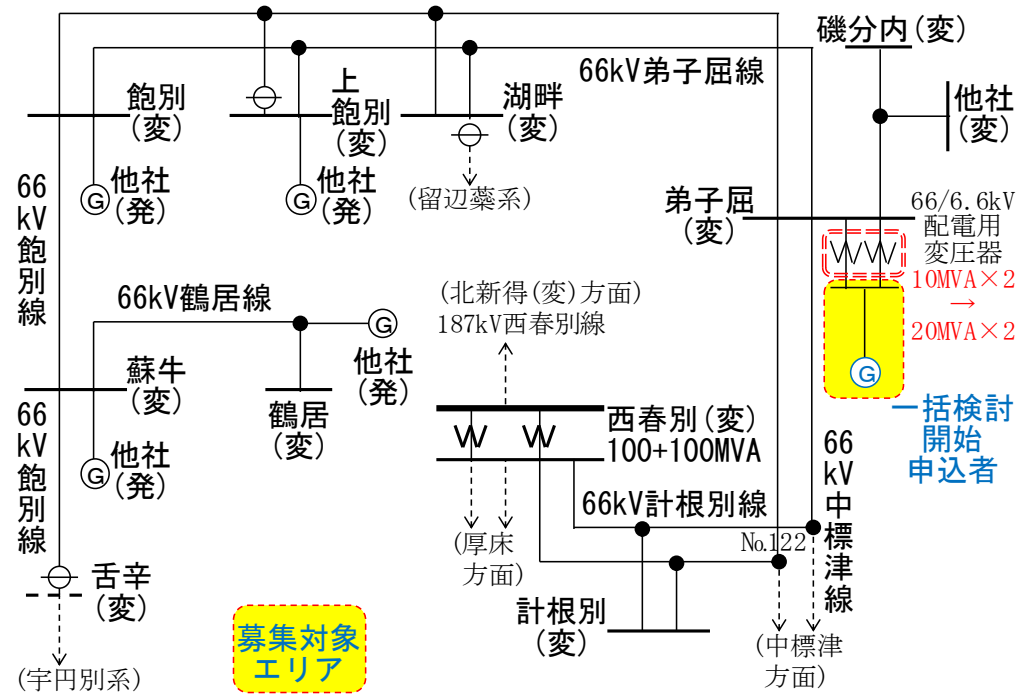 磯分内(変)
66kV弟子屈線
他社
(変)
飽別
(変)
上
飽別
(変)
湖畔
(変)
G
他社
(発)
G
他社
(発)
(留辺蘂系)
弟子屈
(変)
66/6.6kV
配電用
変圧器
10MVA×2
→
20MVA×2
G
一括検討
開始
申込者
66
kV
飽
別
線
66kV鶴居線
G
他社
(発)
(北新得(変)方面)
187kV西春別線
蘇牛
(変)
鶴居
(変)
G
他社
(発)
西春別(変)
100+100MVA
66
kV
飽
別
線
66kV計根別線
66
kV
中
標
津
線
(厚床
方面)
No.122
舌辛
(変)
計根別
(変)
募集対象
エリア
(宇円別系)
(中標津
方面)